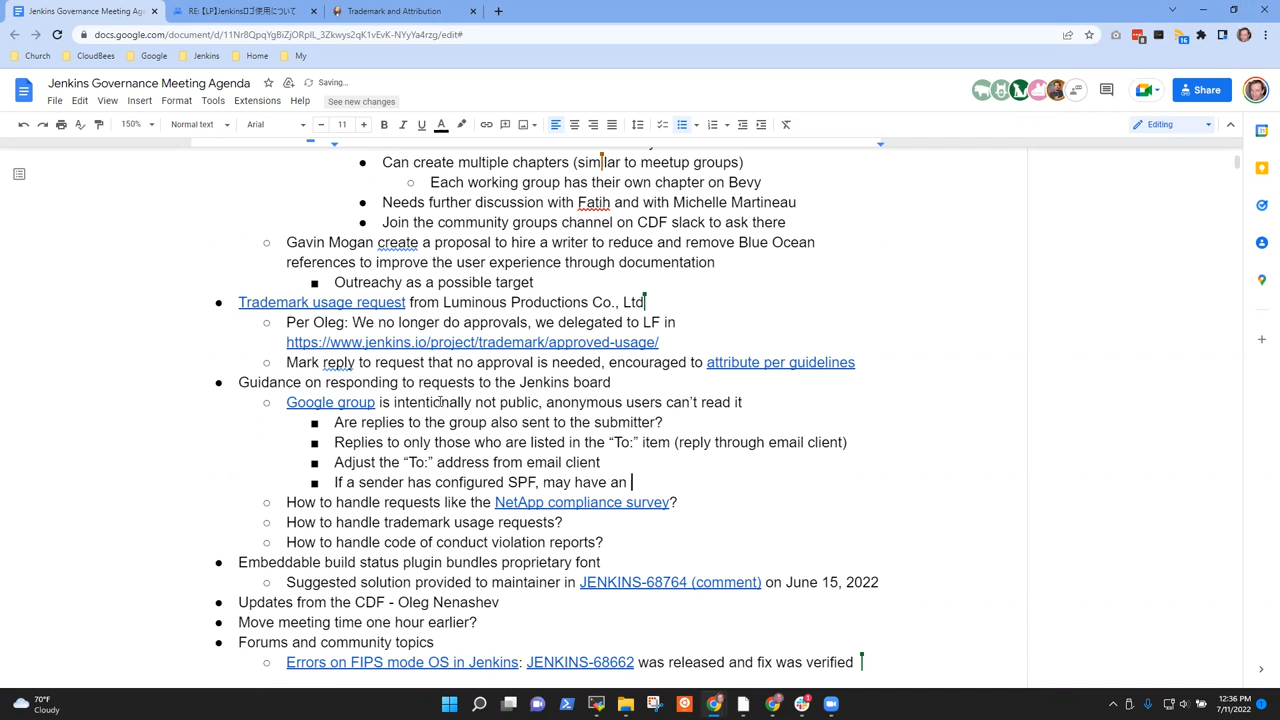 Jenkins Governance Meeting Ag
RE: 【LP】Jenkinsロゴ使用について
Trademark and Attribution
docs.google.com/document/d/11Nr8QpqYgBiZjORpIL_3Zkwys2qK1vEvK-NYyYa4rzg/edit#
Church
CloudBees
Google
Jenkins
Home
My
Jenkins Governance Meeting Agenda
Saving...
File Edit View Insert Format Tools Extensions Help
See new changes
Share
150%
Normal text
Arial
11
Editing
Can create multiple chapters (similar to meetup groups)
Each working group has their own chapter on Bevy
Needs further discussion with Fatih and with Michelle Martineau
Join the community groups channel on CDF slack to ask there
Gavin Mogan create a proposal to hire a writer to reduce and remove Blue Ocean
references to improve the user experience through documentation
Outreachy as a possible target
Trademark usage request from Luminous Productions Co., Ltd
Per Oleg: We no longer do approvals, we delegated to LF in
https://www.jenkins.io/project/trademark/approved-usage/
Mark reply to request that no approval is needed, encouraged to attribute per guidelines
Guidance on responding to requests to the Jenkins board
Google group is intentionally not public, anonymous users can't read it
Are replies to the group also sent to the submitter?
Replies to only those who are listed in the “To:” item (reply through email client)
Adjust the “To:” address from email client
If a sender has configured SPF, may have an
How to handle requests like the NetApp compliance survey?
How to handle trademark usage requests?
How to handle code of conduct violation reports?
Embeddable build status plugin bundles proprietary font
Suggested solution provided to maintainer in JENKINS-68764 (comment) on June 15, 2022
Updates from the CDF - Oleg Nenashev
Move meeting time one hour earlier?
Forums and community topics
Errors on FIPS mode OS in Jenkins: JENKINS-68662 was released and fix was verified
70°F
Cloudy
12:36 PM
7/11/2022